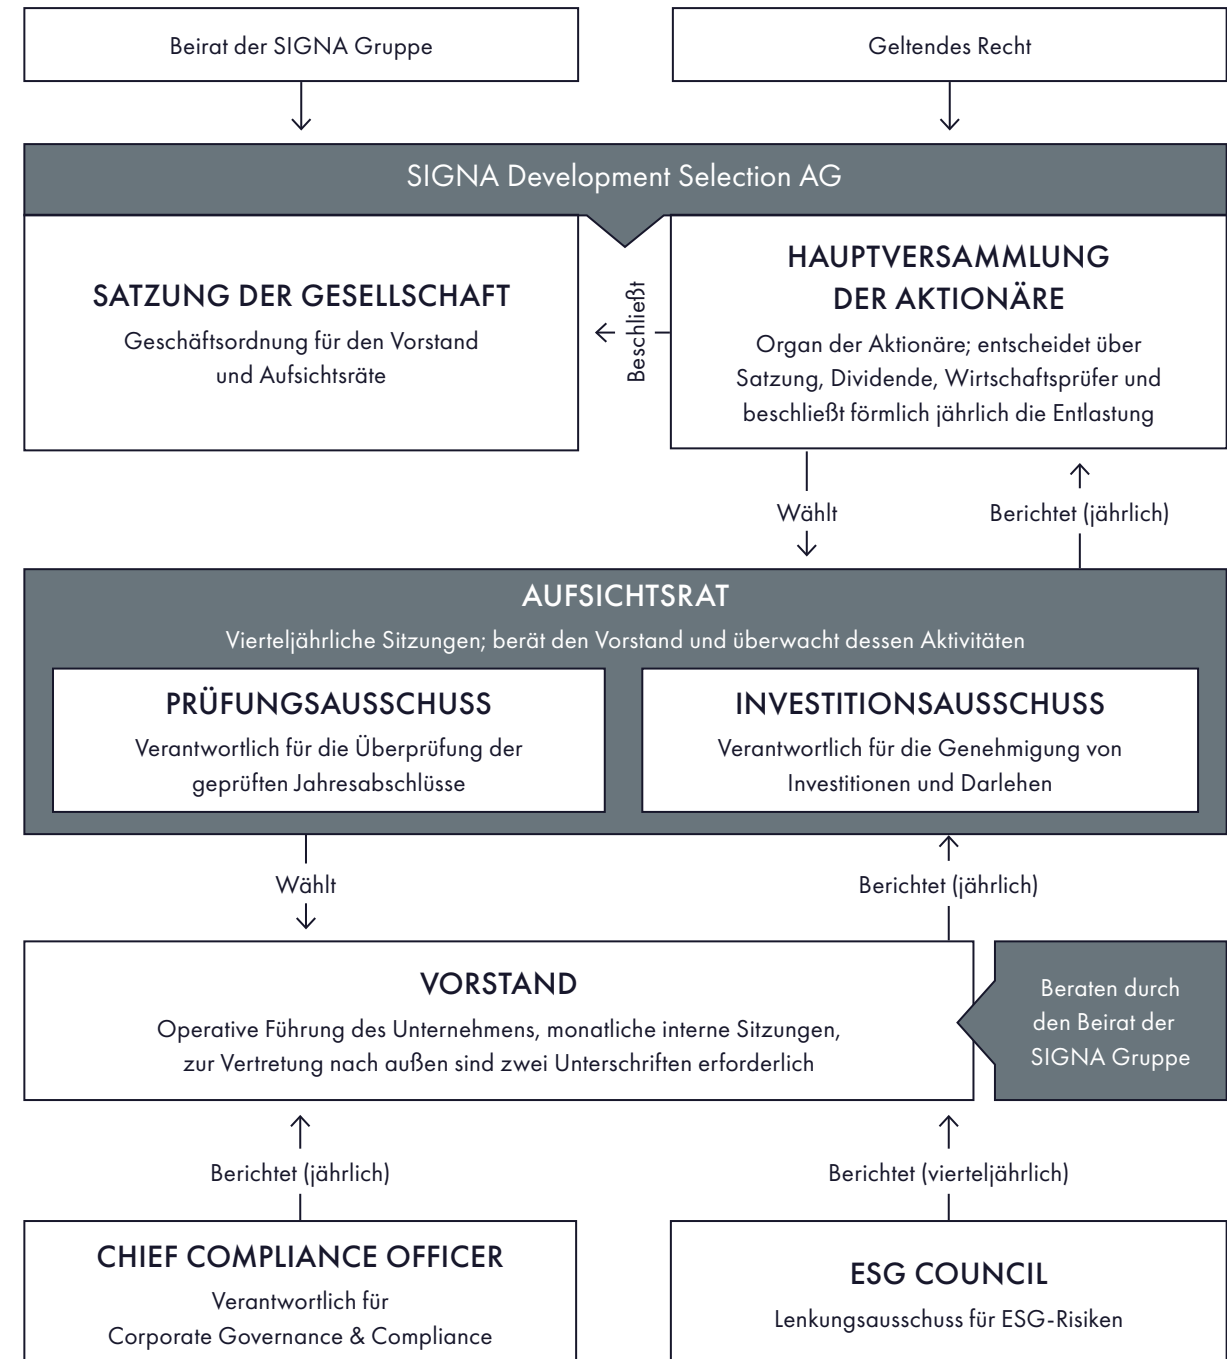 Beirat der SIGNA Gruppe
Geltendes Recht
SIGNA Development Selection AG
SATZUNG DER GESELLSCHAFT
Geschäftsordnung für den Vorstand
und Aufsichtsräte
Beschließt
HAUPTVERSAMMLUNG
DER AKTIONÄRE
Organ der Aktionäre; entscheidet über
Satzung, Dividende, Wirtschaftsprüfer und
beschließt förmlich jährlich die Entlastung
Wählt
Berichtet (jährlich)
AUFSICHTSRAT
Vierteljährliche Sitzungen; berät den Vorstand und überwacht dessen Aktivitäten
PRÜFUNGSAUSSCHUSS
Verantwortlich für die Überprüfung der
geprüften Jahresabschlüsse
INVESTITIONSAUSSCHUSS
Verantwortlich für die Genehmigung von
Investitionen und Darlehen
Wählt
Berichtet (jährlich)
VORSTAND
Operative Führung des Unternehmens, monatliche interne Sitzungen,
zur Vertretung nach außen sind zwei Unterschriften erforderlich
Beraten durch
den Beirat der
SIGNA Gruppe
Berichtet (jährlich)
Berichtet (vierteljährlich)
CHIEF COMPLIANCE OFFICER
Verantwortlich für
Corporate Governance & Compliance
ESG COUNCIL
Lenkungsausschuss für ESG-Risiken